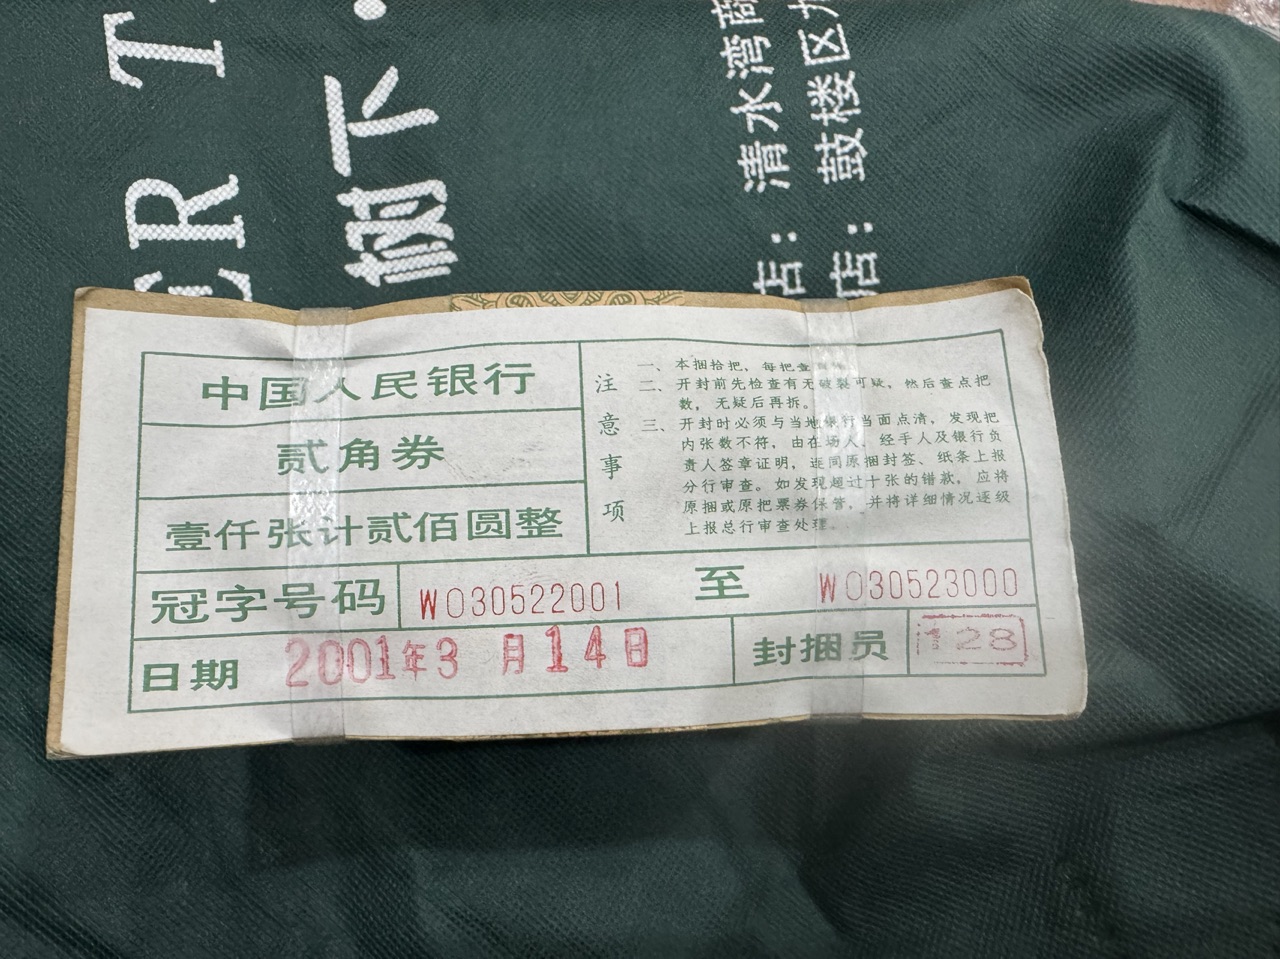 ER T
树下·
店：清水湾商
店：鼓楼区九
中国人民银行
贰角券
壹仟张计贰佰圆整
注意事项
一、本捆拾把，每把壹
二、开封前先检查有无破裂可疑，然后查点把
数，无疑后再拆。
三、开封时必须与当地银行当面点清，发现把
内张数不符，由在场人、经手人及银行负
责人签章证明，连同原捆封签、纸条上报
分行审查。如发现超过十张的错款，应将
原捆或原把票券保管，并将详细情况逐级
上报总行审查处理。
冠字号码 WO30522001 至 WO30523000
日期 2001年3月14日 封捆员 128